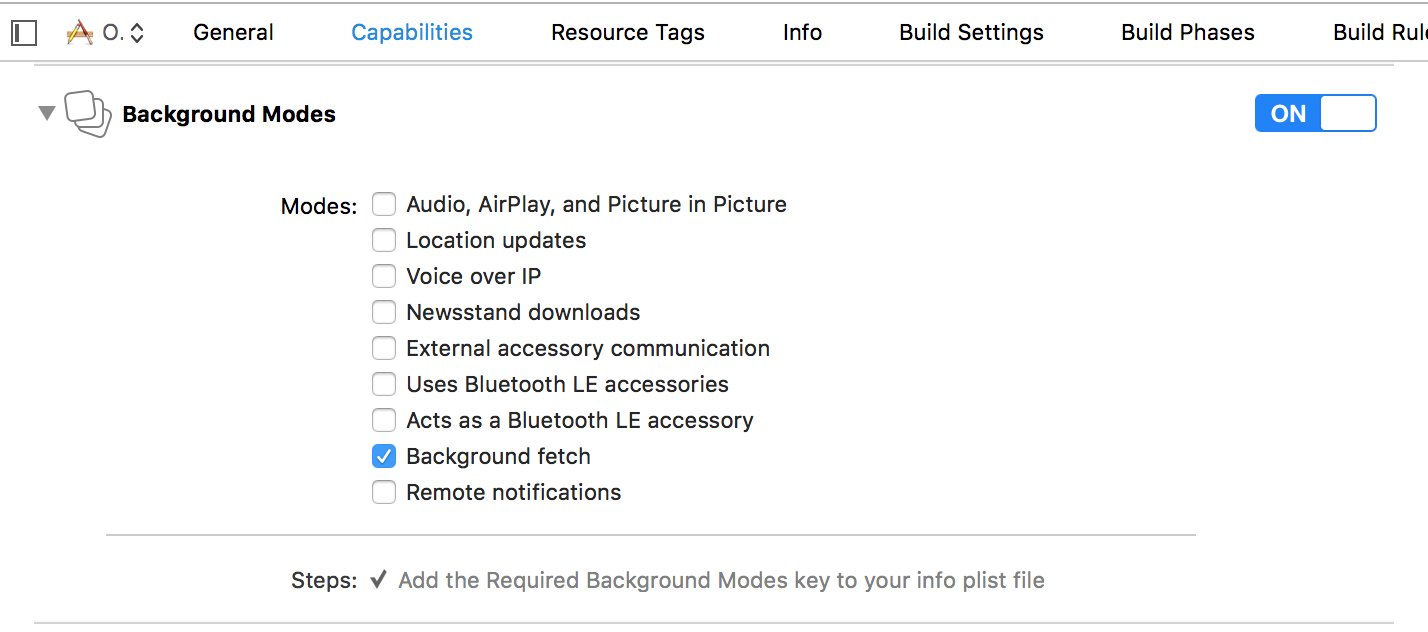 O. General Capabilities Resource Tags Info Build Settings Build Phases Build Rule
Background Modes ON
Modes: Audio, AirPlay, and Picture in Picture
Location updates
Voice over IP
Newsstand downloads
External accessory communication
Uses Bluetooth LE accessories
Acts as a Bluetooth LE accessory
Background fetch
Remote notifications
Steps: ✓ Add the Required Background Modes key to your info plist file